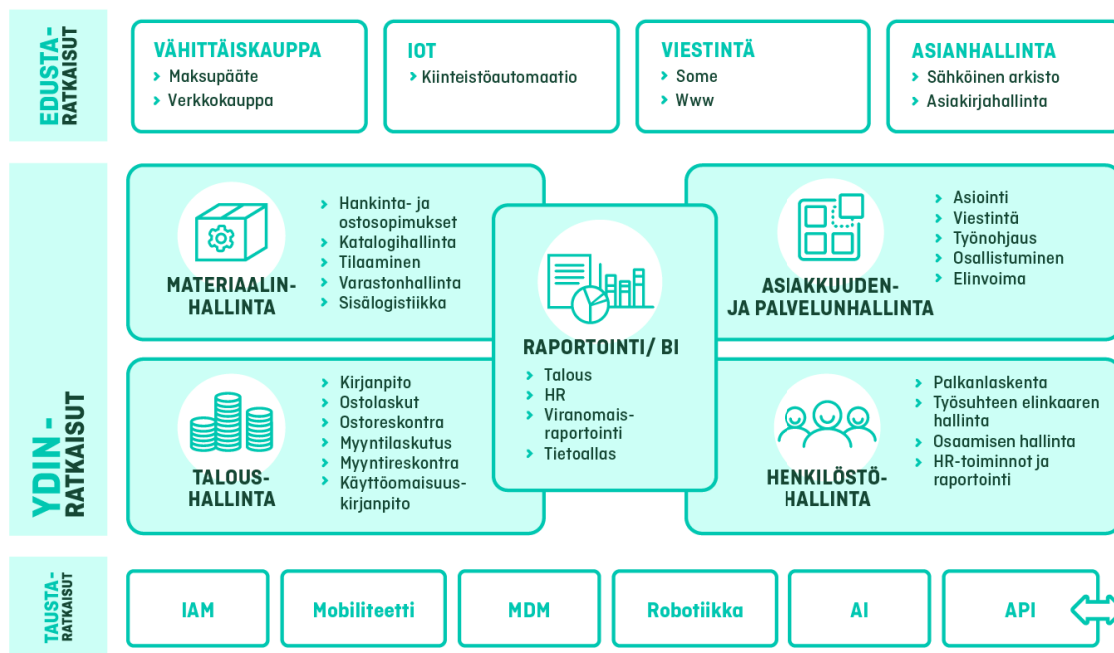 EDUSTA-
RATKAISUT
VÄHITTÄISKAUPPA
Maksupääte
Verkkokauppa
IOT
Kiinteistöautomaatio
VIESTINTÄ
Some
Www
ASIANHALLINTA
Sähköinen arkisto
Asiakirjahallinta
YDIN-
RATKAISUT
MATERIAALIN-
HALLINTA
Hankinta- ja
ostosopimukset
Katalogihallinta
Tilaaminen
Varastonhallinta
Sisälogistiikka
RAPORTOINTI/ BI
Talous
HR
Viranomais-
raportointi
Tietoallas
ASIAKKUUDEN-
JA PALVELUNHALLINTA
Asiointi
Viestintä
Työnohjaus
Osallistuminen
Elinvoima
TALOUS-
HALLINTA
Kirjanpito
Ostolaskut
Ostoreskontra
Myyntilaskutus
Myyntireskontra
Käyttöomaisuus-
kirjanpito
HENKILÖSTÖ-
HALLINTA
Palkanlaskenta
Työsuhteen elinkaaren
hallinta
Osaamisen hallinta
HR-toiminnot ja
raportointi
TAUSTA-
RATKAISUT
IAM
Mobiliteetti
MDM
Robotiikka
AI
API